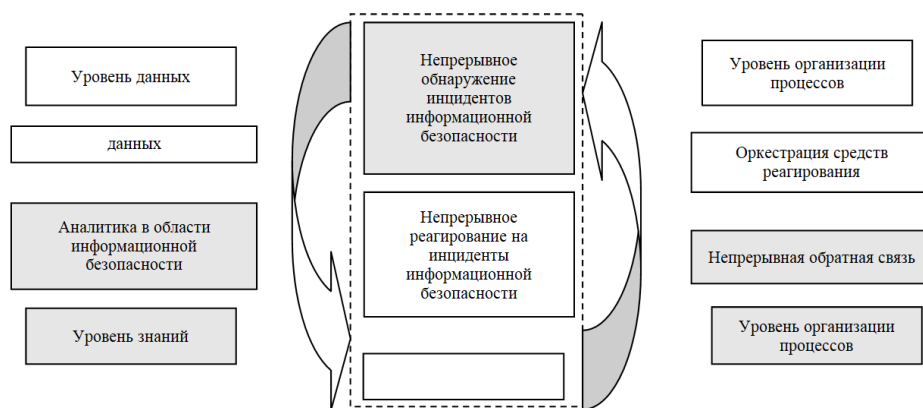 Уровень данных
данных
Аналитика в области
информационной
безопасности
Уровень знаний
Непрерывное
обнаружение
инцидентов
информационной
безопасности
Непрерывное
реагирование на
инциденты
информационной
безопасности
Уровень организации
процессов
Оркестрация средств
реагирования
Непрерывная обратная связь
Уровень организации
процессов